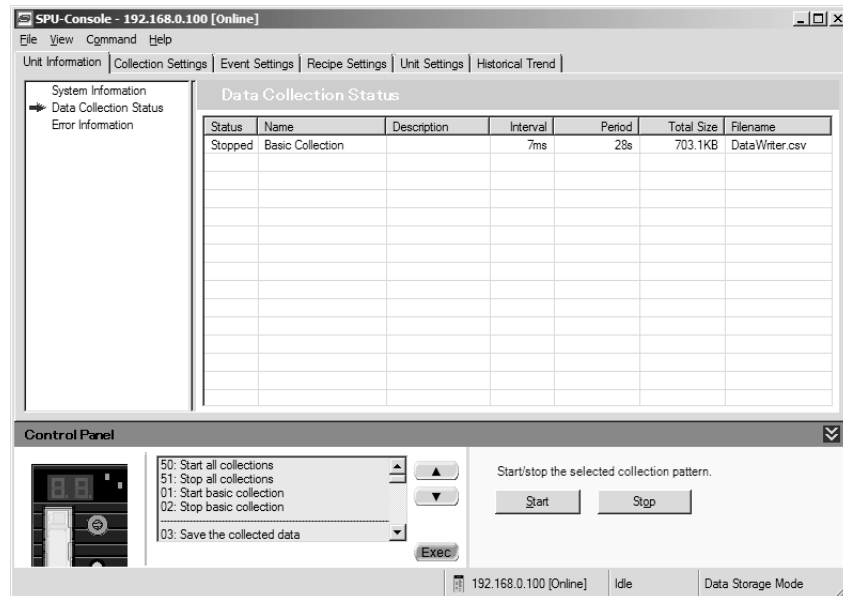 SPU-Console - 192.168.0.100 [Online]
File View Command Help
Unit Information Collection Settings Event Settings Recipe Settings Unit Settings Historical Trend
System Information
Data Collection Status
Error Information
Data Collection Status
Status Name Description Interval Period Total Size Filename
Stopped Basic Collection 7ms 28s 703.1KB DataWriter.csv
Control Panel
50: Start all collections
51: Stop all collections
01: Start basic collection
02: Stop basic collection
03: Save the collected data
Exec
Start/stop the selected collection pattern.
Start Stop
8.8.
192.168.0.100 [Online] Idle Data Storage Mode